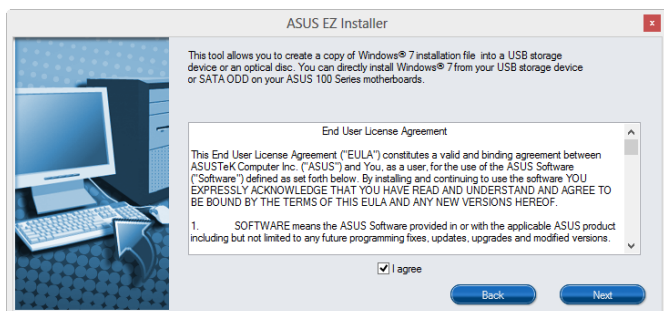 ASUS EZ Installer
x
This tool allows you to create a copy of Windows® 7 installation file into a USB storage
device or an optical disc. You can directly install Windows® 7 from your USB storage device
or SATA ODD on your ASUS 100 Series motherboards.
End User License Agreement
This End User License Agreement ("EULA") constitutes a valid and binding agreement between
ASUSTeK Computer Inc. ("ASUS") and You, as a user, for the use of the ASUS Software
("Software") defined as set forth below. By installing and continuing to use the software YOU
EXPRESSLY ACKNOWLEDGE THAT YOU HAVE READ AND UNDERSTAND AND AGREE TO
BE BOUND BY THE TERMS OF THIS EULA AND ANY NEW VERSIONS HEREOF.
1. SOFTWARE means the ASUS Software provided in or with the applicable ASUS product
including but not limited to any future programming fixes, updates, upgrades and modified versions.
I agree
Back Next